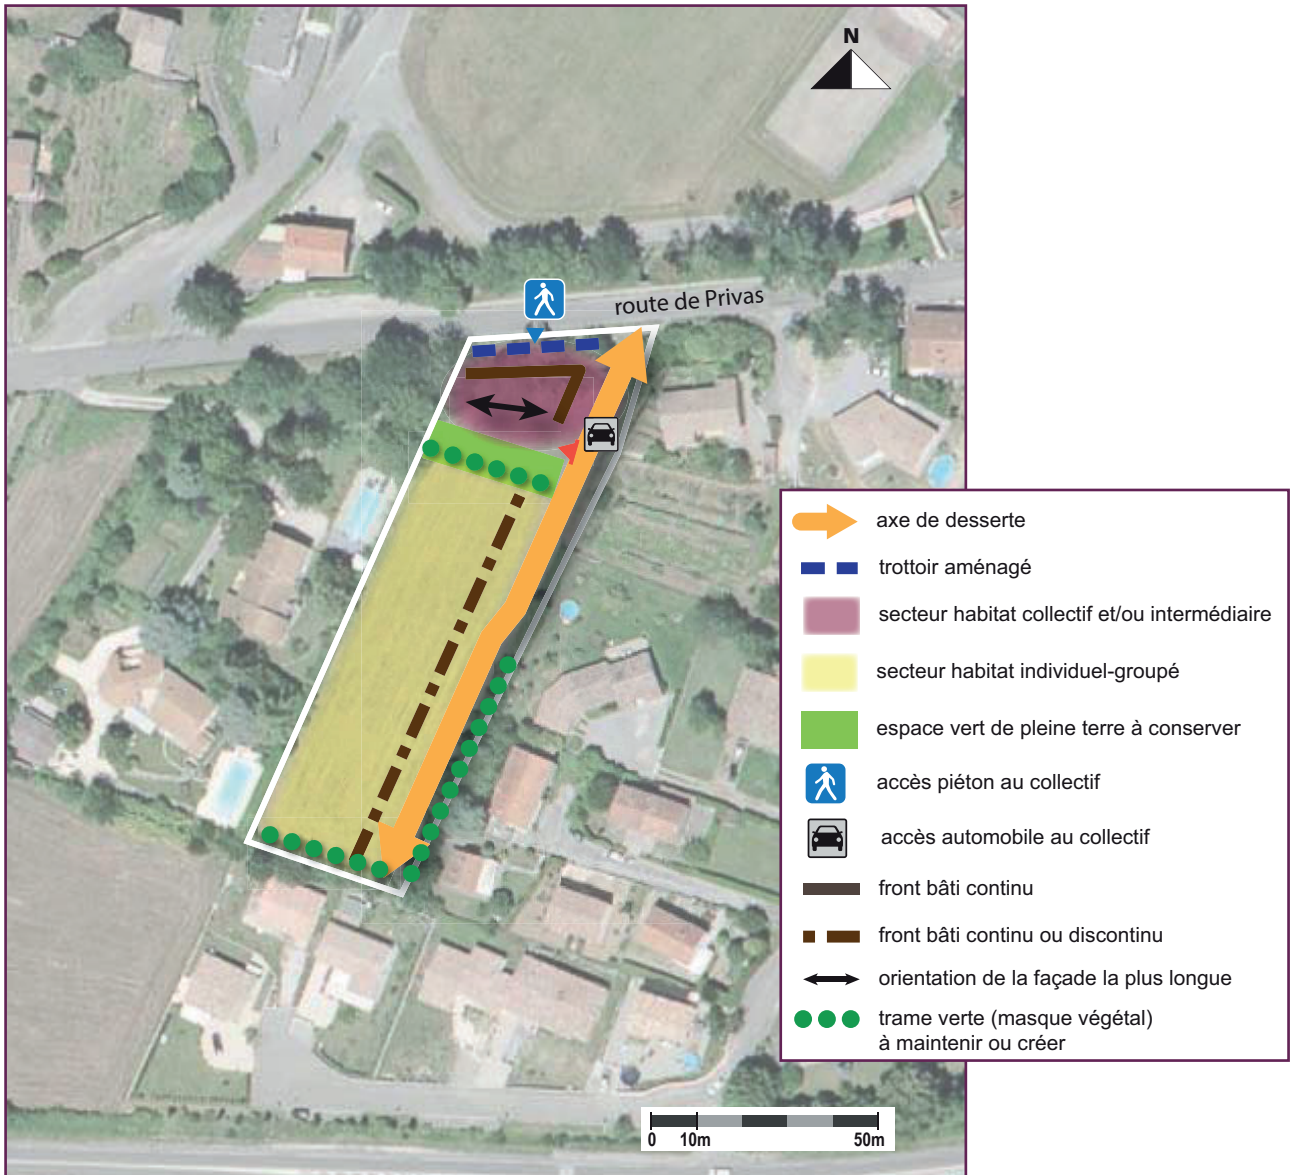 N
route de Privas
axe de desserte
trottoir aménagé
secteur habitat collectif et/ou intermédiaire
secteur habitat individuel-groupé
espace vert de pleine terre à conserver
accès piéton au collectif
accès automobile au collectif
front bâti continu
front bâti continu ou discontinu
orientation de la façade la plus longue
trame verte (masque végétal)
à maintenir ou créer
0 10m 50m